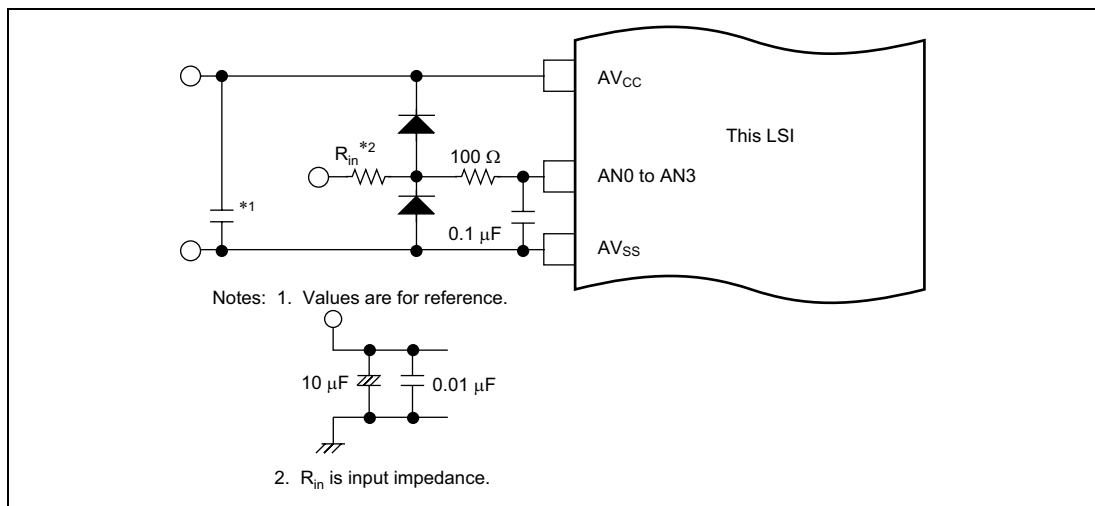 AVCC
This LSI
Rin*2
100 Ω
AN0 to AN3
*1
0.1 μF
AVSS
Notes: 1. Values are for reference.
10 μF
0.01 μF
2. Rin is input impedance.